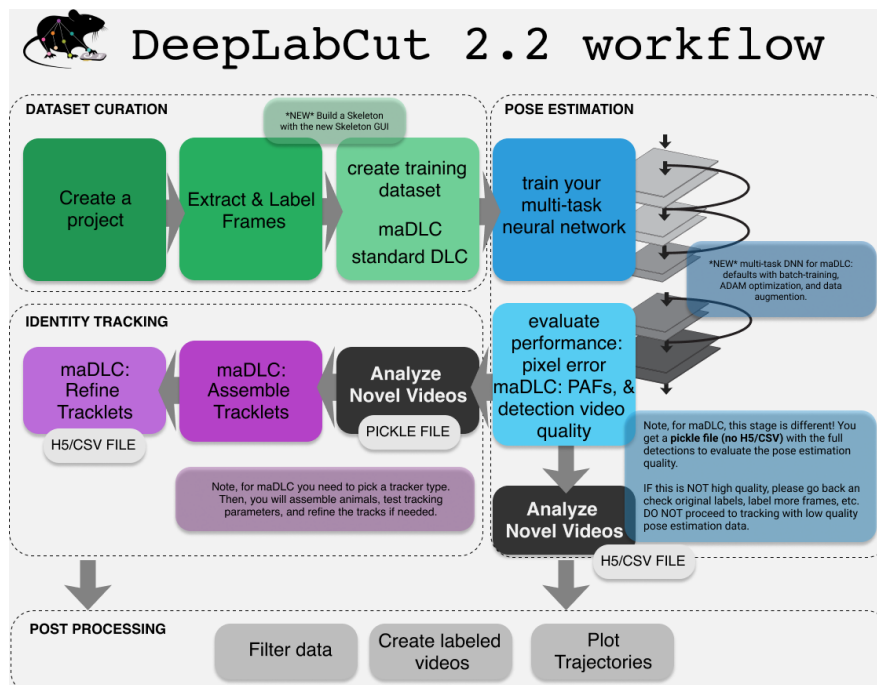 DeepLabCut 2.2 workflow
DATASET CURATION
*NEW* Build a Skeleton
with the new Skeleton GUI
Create a
project
Extract & Label
Frames
create training
dataset
maDLC
standard DLC
POSE ESTIMATION
train your
multi-task
neural network
*NEW* multi-task DNN for maDLC:
defaults with batch-training,
ADAM optimization, and data
augmention.
evaluate
performance:
pixel error
maDLC: PAFs, &
detection video
quality
Note, for maDLC, this stage is different! You
get a pickle file (no H5/CSV) with the full
detections to evaluate the pose estimation
quality.
IF this is NOT high quality, please go back an
check original labels, label more frames, etc.
DO NOT proceed to tracking with low quality
pose estimation data.
Analyze
Novel Videos
H5/CSV FILE
IDENTITY TRACKING
maDLC:
Refine
Tracklets
H5/CSV FILE
maDLC:
Assemble
Tracklets
Analyze
Novel Videos
PICKLE FILE
Note, for maDLC you need to pick a tracker type.
Then, you will assemble animals, test tracking
parameters, and refine the tracks if needed.
POST PROCESSING
Filter data
Create labeled
videos
Plot
Trajectories